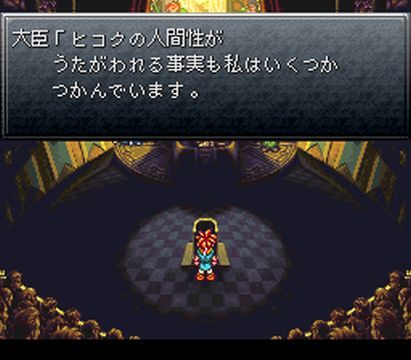 大臣「ヒコクの人間性が
うたがわれる事実も私はいくつか
つかんでいます。